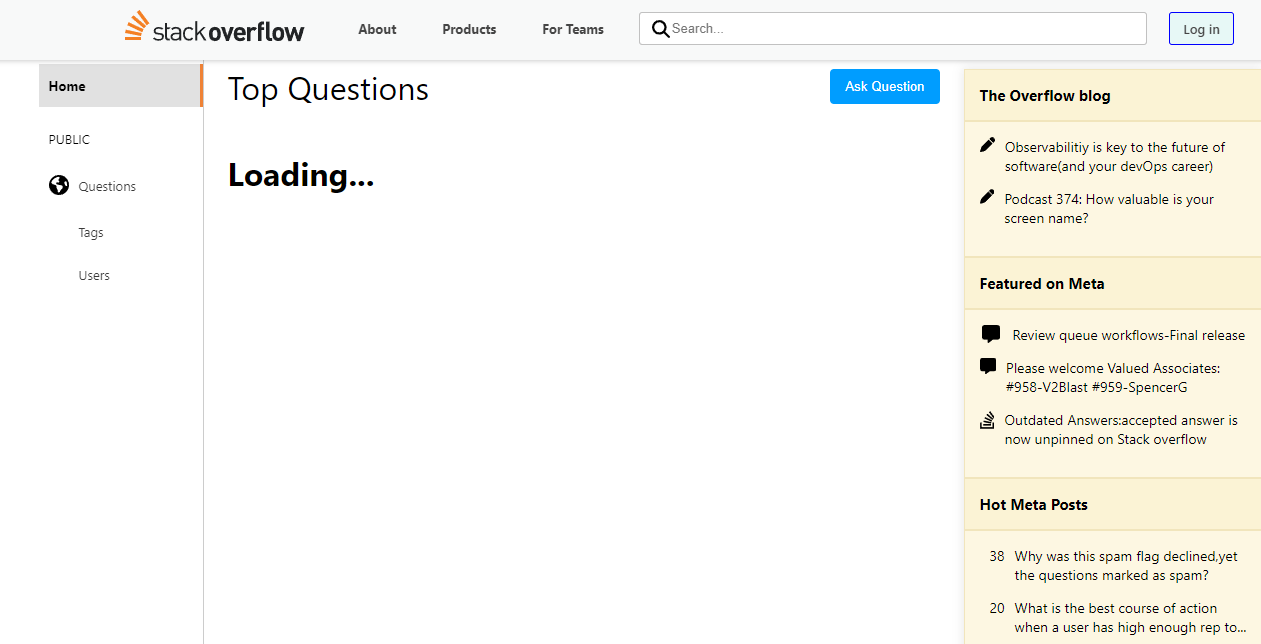 stack overflow
About
Products
For Teams
Search...
Log in
Home
PUBLIC
Questions
Tags
Users
Top Questions
Ask Question
Loading...
The Overflow blog
Observabilitiy is key to the future of
software(and your devOps career)
Podcast 374: How valuable is your
screen name?
Featured on Meta
Review queue workflows-Final release
Please welcome Valued Associates:
#958-V2Blast #959-SpencerG
Outdated Answers:accepted answer is
now unpinned on Stack overflow
Hot Meta Posts
38 Why was this spam flag declined,yet
the questions marked as spam?
20 What is the best course of action
when a user has high enough rep to...